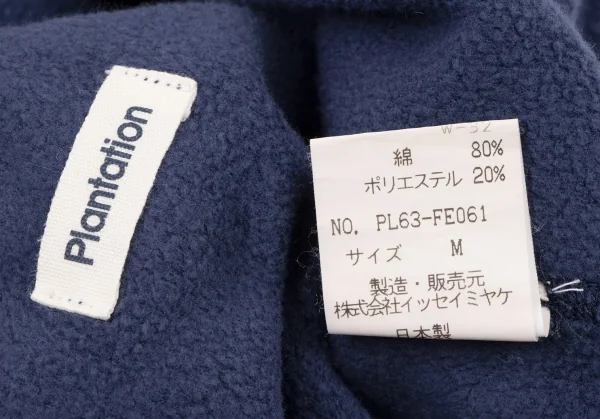 Plantation
W-52
綿 80%
ポリエステル 20%
NO. PL63-FE061
サイズ M
製造・販売元
株式会社イッセイミヤケ
日本製